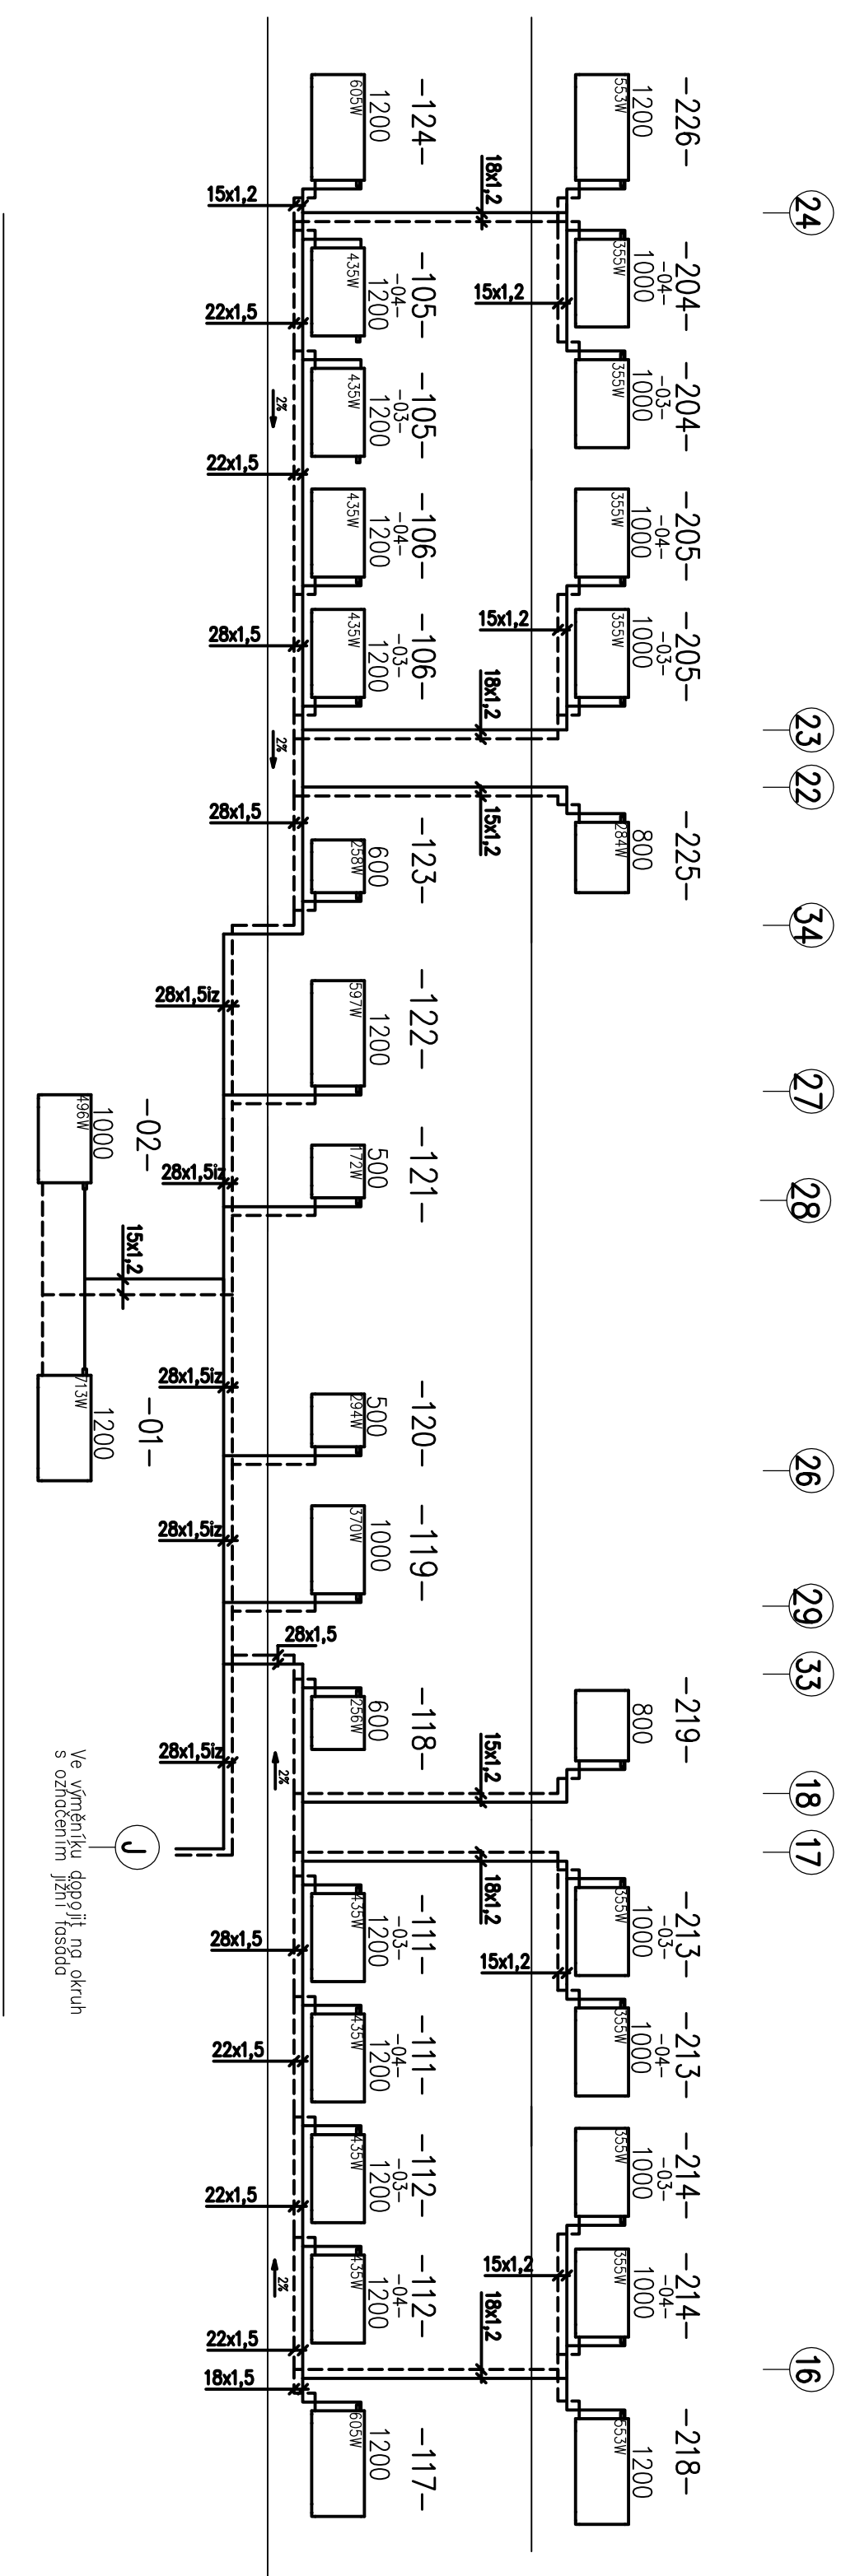 24
23
22
34
27
28
26
29
33
18
17
16
-226-
1200
553W
-204-
-04-
1000
355W
-204-
-03-
1000
355W
-205-
-04-
1000
355W
-205-
-03-
1000
355W
-225-
800
284W
-219-
800
-213-
-03-
1000
355W
-213-
-04-
1000
355W
-214-
-03-
1000
355W
-214-
-04-
1000
355W
-218-
1200
553W
18x1,2
15x1,2
15x1,2
18x1,2
15x1,2
15x1,2
18x1,2
15x1,2
15x1,2
18x1,2
-124-
1200
605W
-105-
-04-
1200
435W
-105-
-03-
1200
435W
-106-
-04-
1200
435W
-106-
-03-
1200
435W
-123-
600
258W
-122-
1200
597W
-121-
500
172W
-120-
500
294W
-119-
1000
370W
-118-
600
256W
-111-
-03-
1200
435W
-111-
-04-
1200
435W
-112-
-03-
1200
435W
-112-
-04-
1200
435W
-117-
1200
605W
2%
2%
2%
2%
15x1,2
22x1,5
22x1,5
28x1,5
28x1,5
28x1,5iz
28x1,5iz
28x1,5iz
28x1,5iz
28x1,5
28x1,5iz
28x1,5
22x1,5
22x1,5
22x1,5
18x1,5
-02-
1000
496W
15x1,2
-01-
1200
713W
J
Ve výměníku dopojit na okruh
s označením jižní fasáda